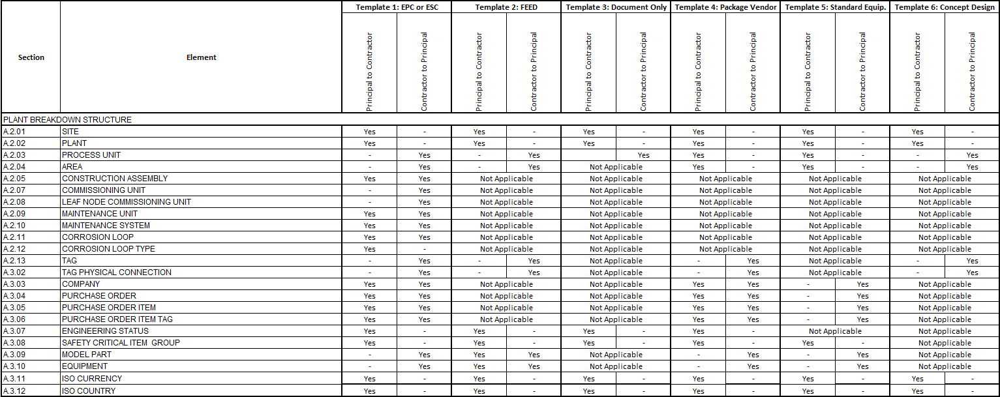 Section Element Template 1: EPC or ESC Template 2: FEED Template 3: Document Only Template 4: Package Vendor Template 5: Standard Equip. Template 6: Concept Design
Principal to Contractor Contractor to Principal Principal to Contractor Contractor to Principal Principal to Contractor Contractor to Principal Principal to Contractor Contractor to Principal Principal to Contractor Contractor to Principal Principal to Contractor Contractor to Principal
PLANT BREAKDOWN STRUCTURE
A.2.01 SITE Yes - Yes - Yes - Yes - Yes - Yes -
A.2.02 PLANT Yes - Yes - Yes - Yes - Yes - Yes -
A.2.03 PROCESS UNIT - Yes - Yes Yes Yes - Yes - - Yes
A.2.04 AREA - Yes - Yes Not Applicable Yes - Yes - - Yes
A.2.05 CONSTRUCTION ASSEMBLY Yes Yes Not Applicable Not Applicable Not Applicable Not Applicable Not Applicable
A.2.07 COMMISSIONING UNIT - Yes Not Applicable Not Applicable Not Applicable Not Applicable Not Applicable
A.2.08 LEAF NODE COMMISSIONING UNIT - Yes Not Applicable Not Applicable Not Applicable Not Applicable Not Applicable
A.2.09 MAINTENANCE UNIT Yes Yes Not Applicable Not Applicable Not Applicable Not Applicable Not Applicable
A.2.10 MAINTENANCE SYSTEM Yes Yes Not Applicable Not Applicable Not Applicable Not Applicable Not Applicable
A.2.11 CORROSION LOOP Yes Yes Not Applicable Not Applicable Not Applicable Not Applicable Not Applicable
A.2.12 CORROSION LOOP TYPE Yes - Not Applicable Not Applicable Not Applicable Not Applicable Not Applicable
A.2.13 TAG - Yes - Yes Not Applicable - Yes Not Applicable - Yes
A.3.02 TAG PHYSICAL CONNECTION - Yes - Yes Not Applicable - Yes Not Applicable - Yes
A.3.03 COMPANY Yes Yes Not Applicable Not Applicable Yes Yes - Yes Not Applicable
A.3.04 PURCHASE ORDER Yes Yes Not Applicable Not Applicable Yes Yes - Yes Not Applicable
A.3.05 PURCHASE ORDER ITEM Yes Yes Not Applicable Not Applicable Yes Yes - Yes Not Applicable
A.3.06 PURCHASE ORDER ITEM TAG Yes Yes Not Applicable Not Applicable Yes Yes - Yes Not Applicable
A.3.07 ENGINEERING STATUS Yes - Yes - Yes - Yes - Not Applicable Not Applicable
A.3.08 SAFETY CRITICAL ITEM GROUP Yes - Yes - Yes - Yes - Yes - Not Applicable
A.3.09 MODEL PART - Yes Yes Yes Not Applicable - Yes - Yes Not Applicable
A.3.10 EQUIPMENT - Yes Yes Yes Not Applicable - Yes - Yes Not Applicable
A.3.11 ISO CURRENCY Yes - Yes - Yes - Yes - Yes - Yes -
A.3.12 ISO COUNTRY Yes - Yes - Yes - Yes - Yes - Yes -